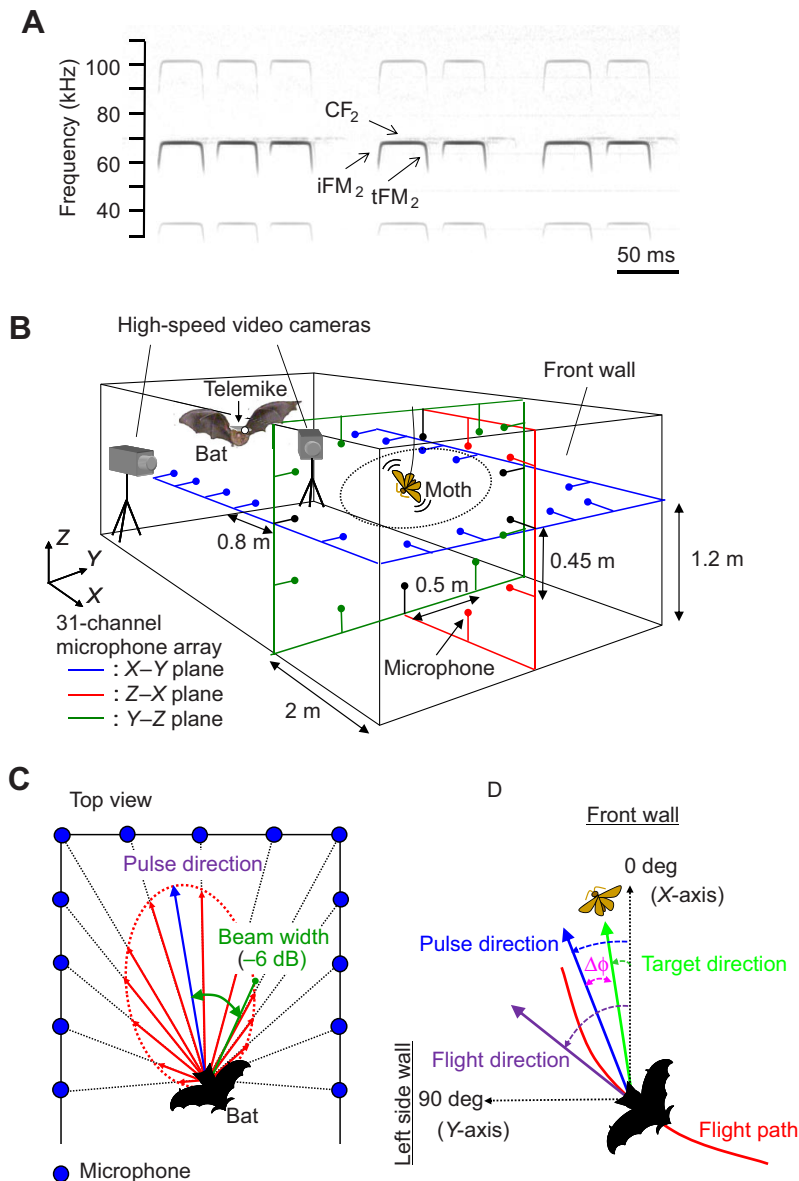 A
Frequency (kHz)
100
80
60
40
CF2
iFM2
tFM2
50 ms
B
High-speed video cameras
Telemike
Bat
Front wall
Moth
0.8 m
0.5 m
0.45 m
1.2 m
Z
Y
X
31-channel
microphone array
: X–Y plane
: Z–X plane
: Y–Z plane
Microphone
2 m
C
Top view
Pulse direction
Beam width
(–6 dB)
Bat
Microphone
D
Front wall
0 deg
(X-axis)
Pulse direction
Δϕ
Target direction
Flight direction
90 deg
(Y-axis)
Left side wall
Flight path